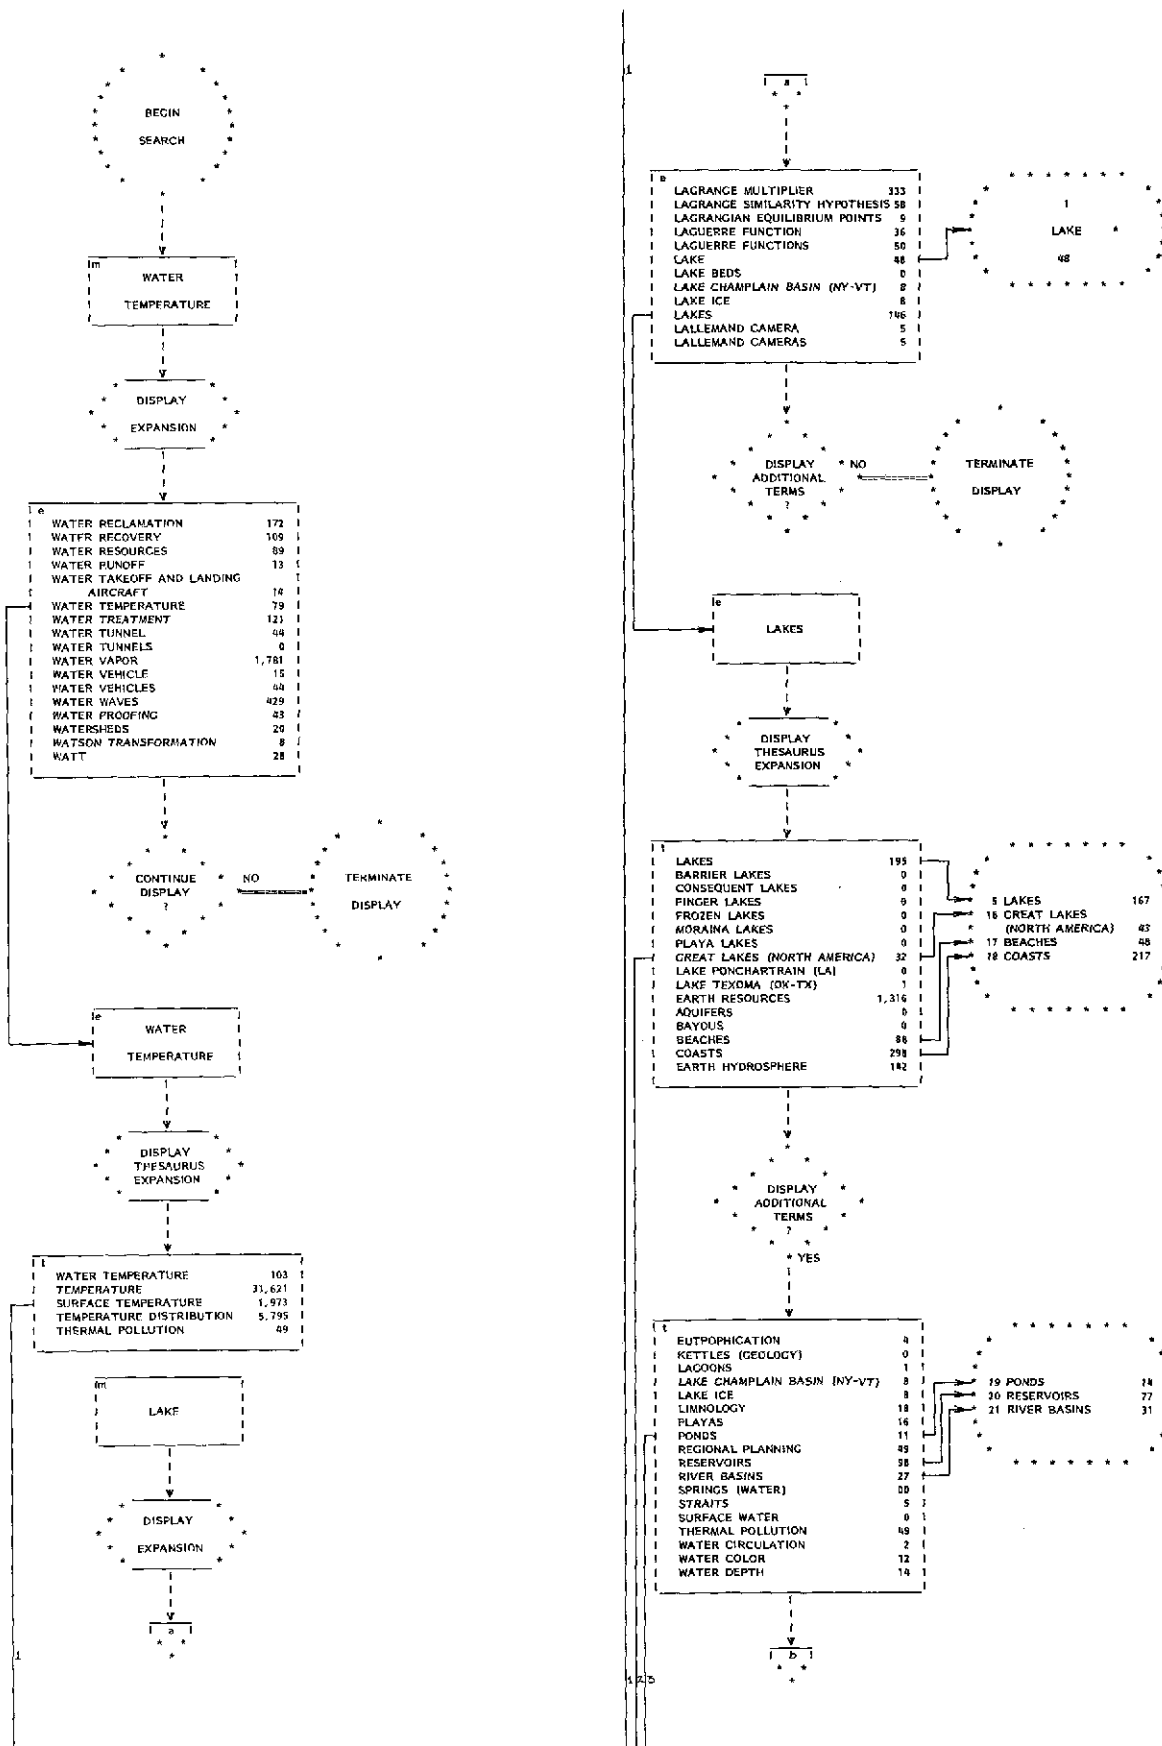 BEGIN
SEARCH
m
WATER
TEMPERATURE
DISPLAY
EXPANSION
e
WATER RECLAMATION 172
WATER RECOVERY 109
WATER RESOURCES 89
WATER RUNOFF 13
WATER TAKEOFF AND LANDING
AIRCRAFT 14
WATER TEMPERATURE 79
WATER TREATMENT 121
WATER TUNNEL 44
WATER TUNNELS 0
WATER VAPOR 1,781
WATER VEHICLE 15
WATER VEHICLES 44
WATER WAVES 429
WATER PROOFING 43
WATERSHEDS 20
WATSON TRANSFORMATION 8
WATT 28
CONTINUE
DISPLAY
?
NO
TERMINATE
DISPLAY
e
WATER
TEMPERATURE
DISPLAY
THESAURUS
EXPANSION
t
WATER TEMPERATURE 103
TEMPERATURE 31,621
SURFACE TEMPERATURE 1,973
TEMPERATURE DISTRIBUTION 5,795
THERMAL POLLUTION 49
m
LAKE
DISPLAY
EXPANSION
a
1
1
a
e
LAGRANGE MULTIPLIER 333
LAGRANGE SIMILARITY HYPOTHESIS 58
LAGRANGIAN EQUILIBRIUM POINTS 9
LAGUERRE FUNCTION 36
LAGUERRE FUNCTIONS 50
LAKE 48
LAKE BEDS 0
LAKE CHAMPLAIN BASIN (NY-VT) 8
LAKE ICE 8
LAKES 146
LALLEMAND CAMERA 5
LALLEMAND CAMERAS 5
1
LAKE
48
DISPLAY
ADDITIONAL
TERMS
?
NO
TERMINATE
DISPLAY
e
LAKES
DISPLAY
THESAURUS
EXPANSION
t
LAKES 195
BARRIER LAKES 0
CONSEQUENT LAKES 0
FINGER LAKES 0
FROZEN LAKES 0
MORAINA LAKES 0
PLAYA LAKES 0
GREAT LAKES (NORTH AMERICA) 32
LAKE PONCHARTRAIN (LA) 0
LAKE TEXOMA (OK-TX) 1
EARTH RESOURCES 1,316
AQUIFERS 0
BAYOUS 0
BEACHES 86
COASTS 298
EARTH HYDROSPHERE 142
5 LAKES 167
16 GREAT LAKES
(NORTH AMERICA) 43
17 BEACHES 48
18 COASTS 217
DISPLAY
ADDITIONAL
TERMS
?
YES
t
EUTPOPHICATION 4
KETTLES (GEOLOGY) 0
LAGOONS 1
LAKE CHAMPLAIN BASIN (NY-VT) 8
LAKE ICE 8
LIMNOLOGY 18
PLAYAS 16
PONDS 11
REGIONAL PLANNING 49
RESERVOIRS 98
RIVER BASINS 27
SPRINGS (WATER)
STRAITS 5
SURFACE WATER 0
THERMAL POLLUTION 49
WATER CIRCULATION 2
WATER COLOR 12
WATER DEPTH 14
19 PONDS
20 RESERVOIRS 77
21 RIVER BASINS 31
b
1 2 3